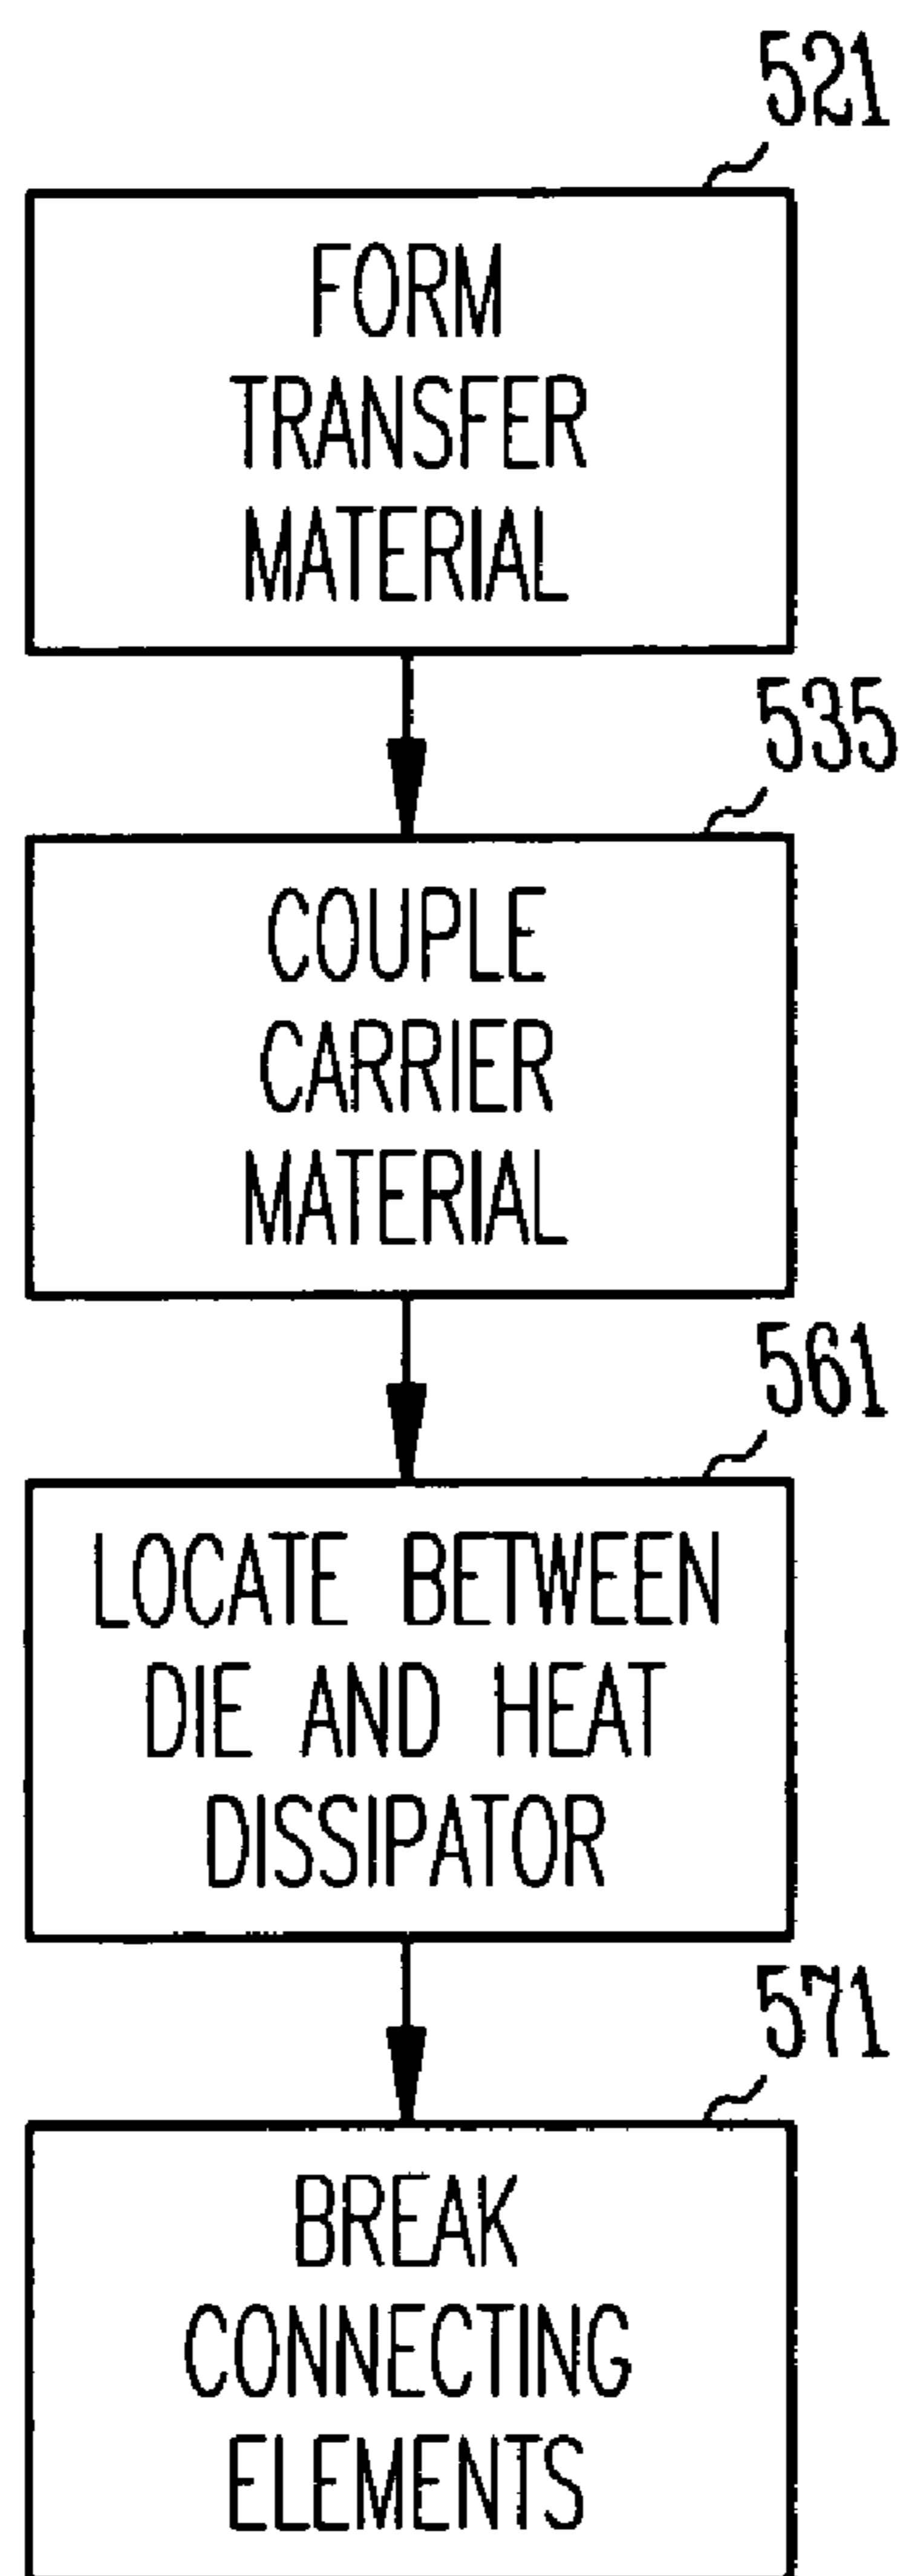 521
FORM
TRANSFER
MATERIAL
535
COUPLE
CARRIER
MATERIAL
561
LOCATE BETWEEN
DIE AND HEAT
DISSIPATOR
571
BREAK
CONNECTING
ELEMENTS